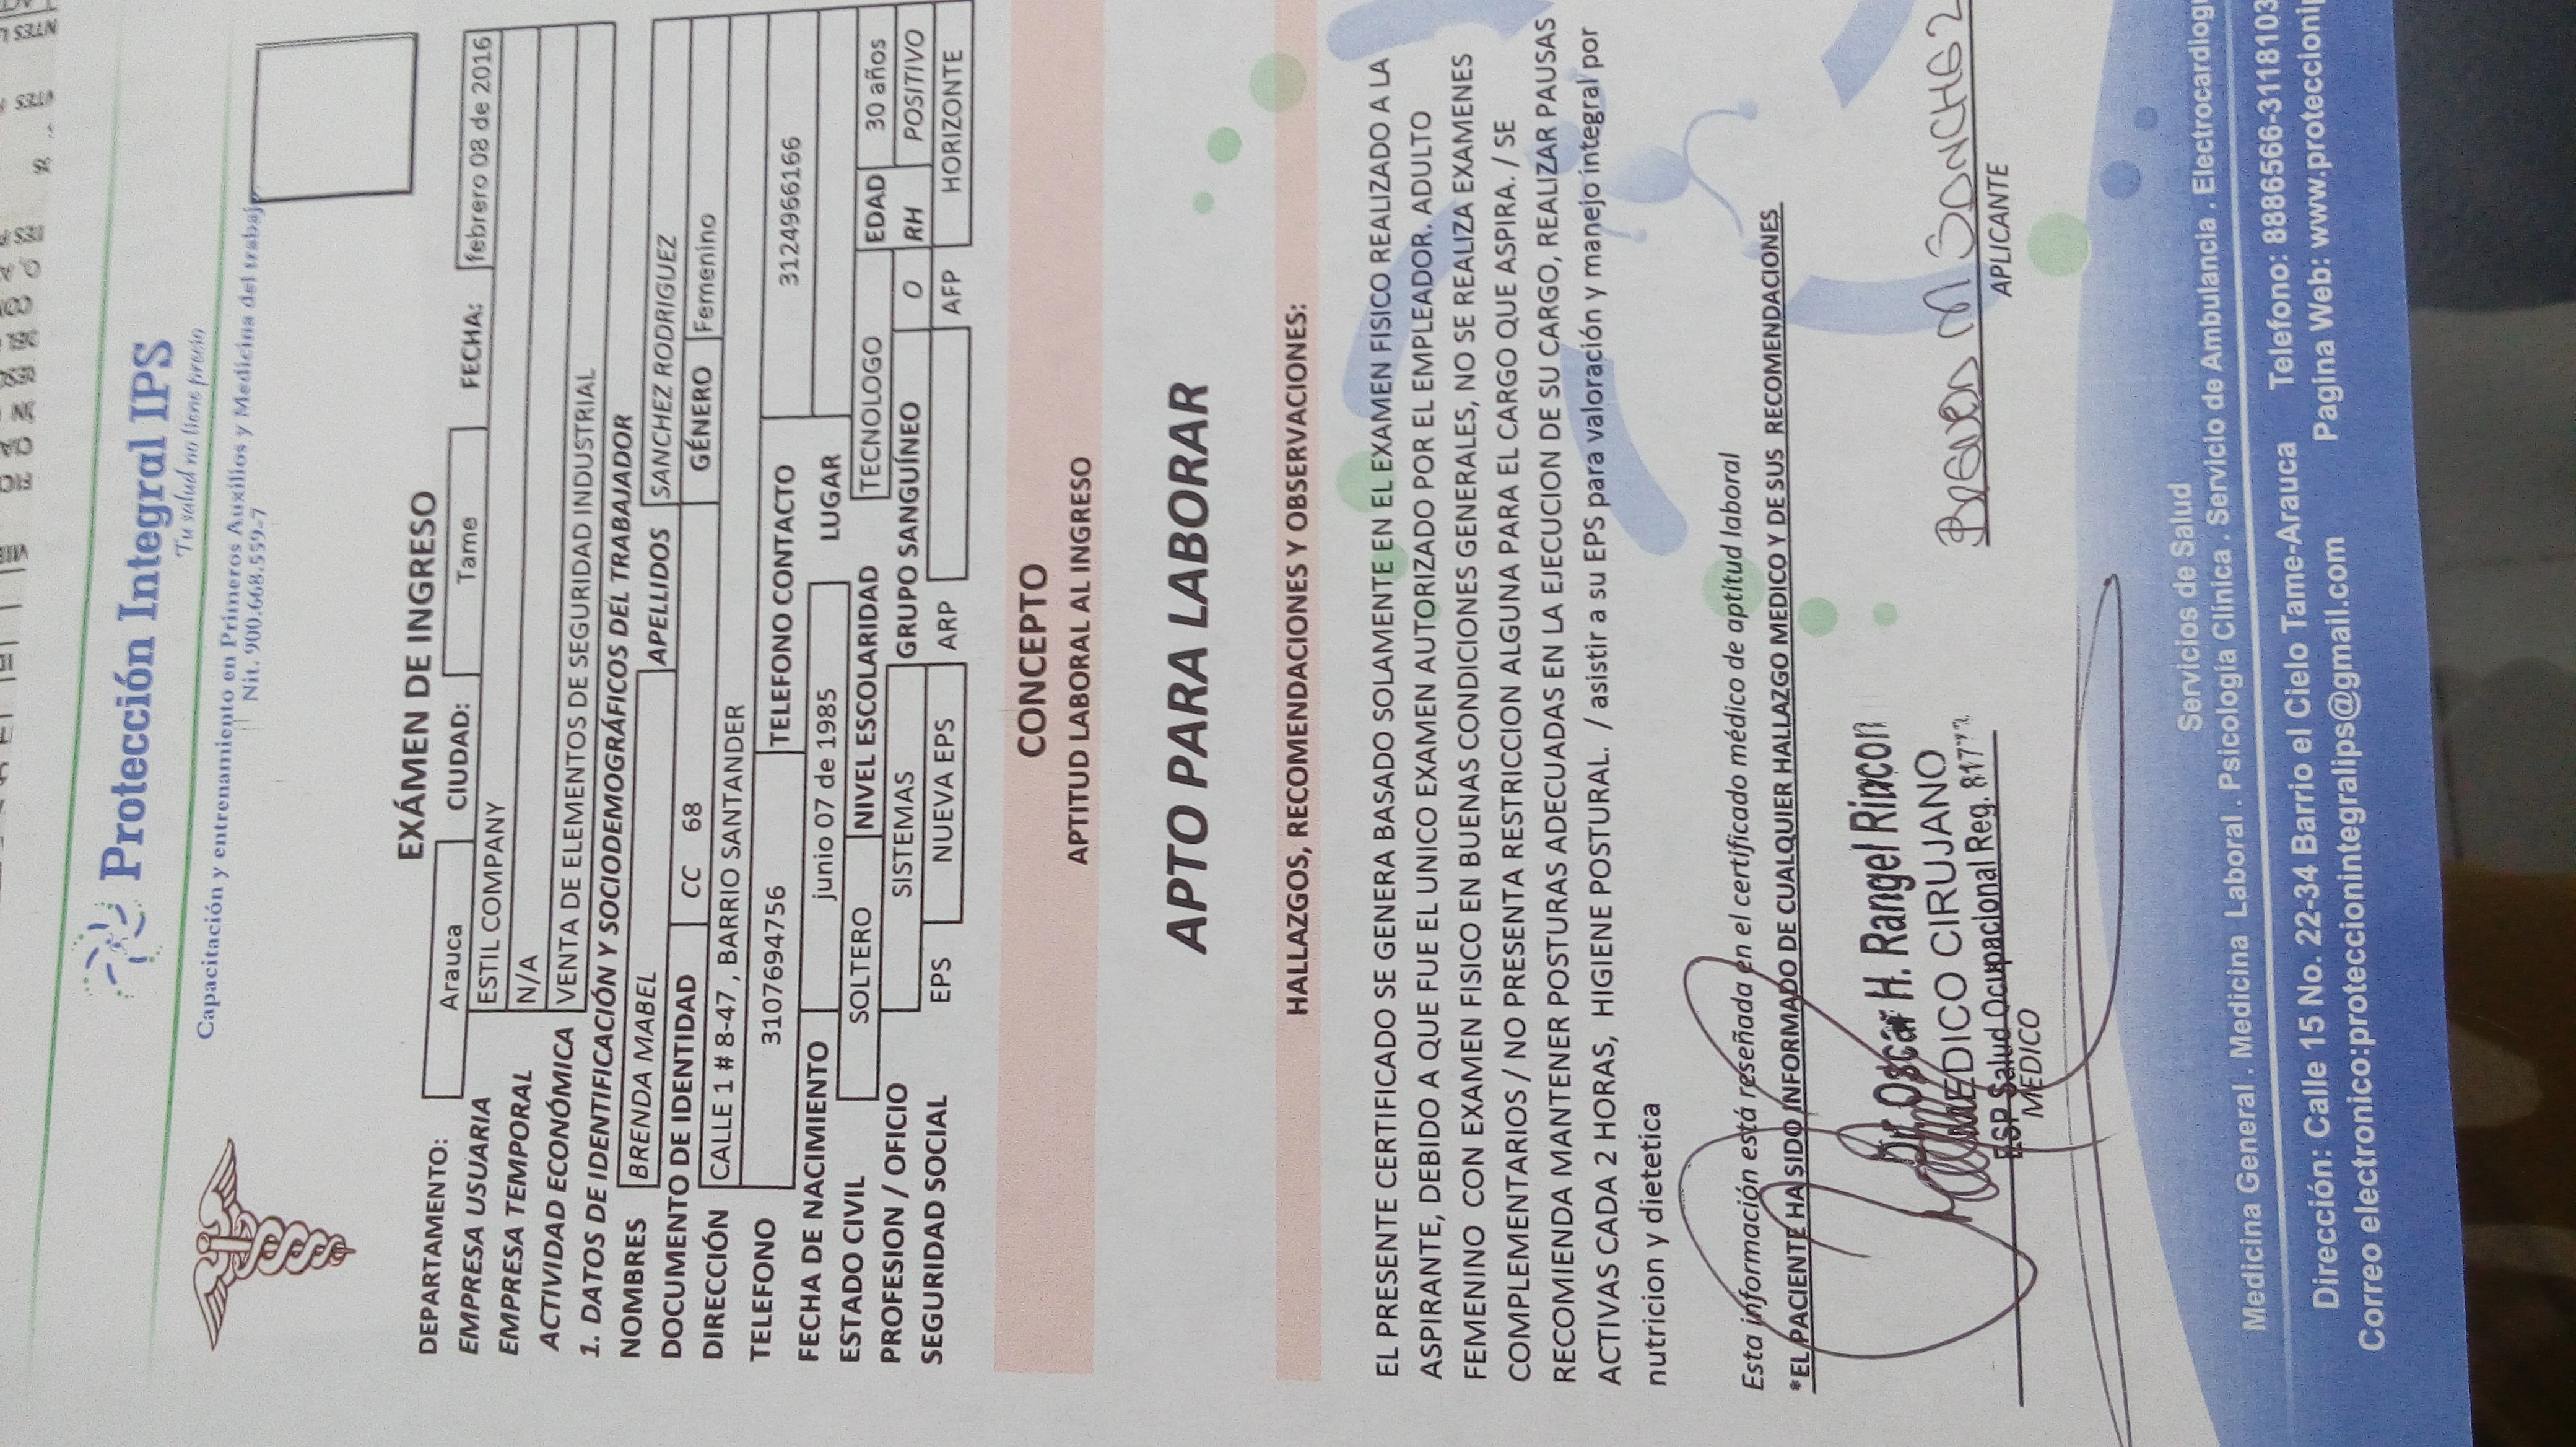 Protección Integral IPS
Tu salud no tiene precio
Capacitación y entrenamiento en Primeros Auxilios y Medicina del trabajo
Nit. 900.668.559-7
EXÁMEN DE INGRESO
DEPARTAMENTO: Arauca CIUDAD: Tame FECHA: febrero 08 de 2016
EMPRESA USUARIA ESTIL COMPANY
EMPRESA TEMPORAL N/A
ACTIVIDAD ECONÓMICA VENTA DE ELEMENTOS DE SEGURIDAD INDUSTRIAL
1. DATOS DE IDENTIFICACIÓN Y SOCIODEMOGRÁFICOS DEL TRABAJADOR
NOMBRES BRENDA MABEL APELLIDOS SANCHEZ RODRIGUEZ
DOCUMENTO DE IDENTIDAD CC 68 GÉNERO Femenino
DIRECCIÓN CALLE 1 # 8-47 , BARRIO SANTANDER
TELEFONO 3107694756 TELEFONO CONTACTO 3124966166
FECHA DE NACIMIENTO junio 07 de 1985 LUGAR
ESTADO CIVIL SOLTERO NIVEL ESCOLARIDAD TECNOLOGO EDAD 30 años
PROFESION / OFICIO SISTEMAS GRUPO SANGUÍNEO O RH POSITIVO
SEGURIDAD SOCIAL EPS NUEVA EPS ARP AFP HORIZONTE
CONCEPTO
APTITUD LABORAL AL INGRESO
APTO PARA LABORAR
HALLAZGOS, RECOMENDACIONES Y OBSERVACIONES:
EL PRESENTE CERTIFICADO SE GENERA BASADO SOLAMENTE EN EL EXAMEN FISICO REALIZADO A LA
ASPIRANTE, DEBIDO A QUE FUE EL UNICO EXAMEN AUTORIZADO POR EL EMPLEADOR. ADULTO
FEMENINO CON EXAMEN FISICO EN BUENAS CONDICIONES GENERALES, NO SE REALIZA EXAMENES
COMPLEMENTARIOS / NO PRESENTA RESTRICCION ALGUNA PARA EL CARGO QUE ASPIRA. / SE
RECOMIENDA MANTENER POSTURAS ADECUADAS EN LA EJECUCION DE SU CARGO, REALIZAR PAUSAS
ACTIVAS CADA 2 HORAS, HIGIENE POSTURAL. / asistir a su EPS para valoración y manejo integral por
nutricion y dietetica
Esta información está reseñada en el certificado médico de aptitud laboral
*EL PACIENTE HA SIDO INFORMADO DE CUALQUIER HALLAZGO MEDICO Y DE SUS RECOMENDACIONES
Dr. Oscar H. Rangel Rincon
MEDICO CIRUJANO
ESP Salud Ocupacional Reg.
MEDICO
Brenda M Sanchez
APLICANTE
Servicios de Salud
Medicina General . Medicina Laboral . Psicología Clínica . Servicio de Ambulancia .
Dirección: Calle 15 No. 22-34 Barrio el Cielo Tame-Arauca Telefono: 8886566-3118103
Correo electronico:proteccionintegralips@gmail.com Pagina Web: